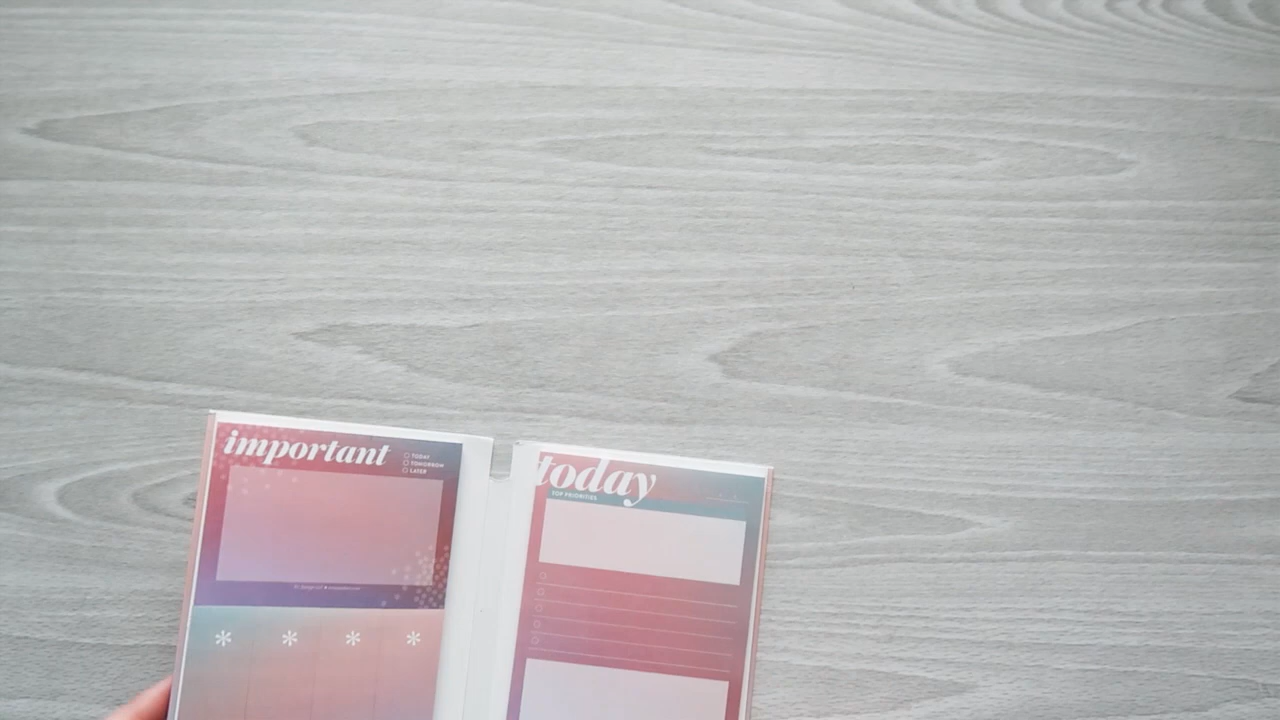 important
TODAY
TOMORROW
LATER
* * * *
today
TOP PRIORITIES